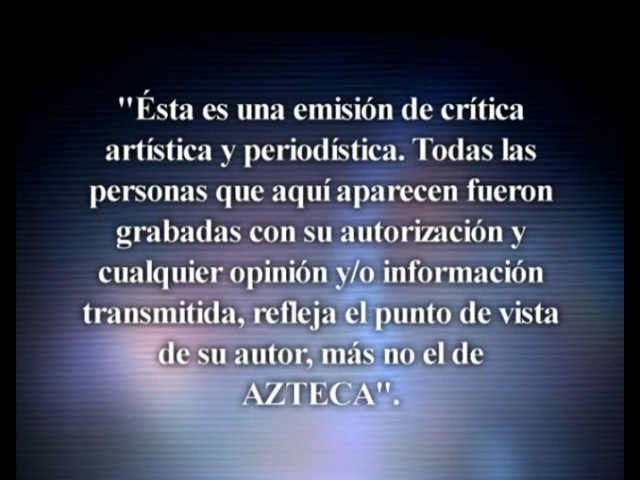 "Ésta es una emisión de crítica
artística y periodística. Todas las
personas que aquí aparecen fueron
grabadas con su autorización y
cualquier opinión y/o información
transmitida, refleja el punto de vista
de su autor, más no el de
AZTECA".